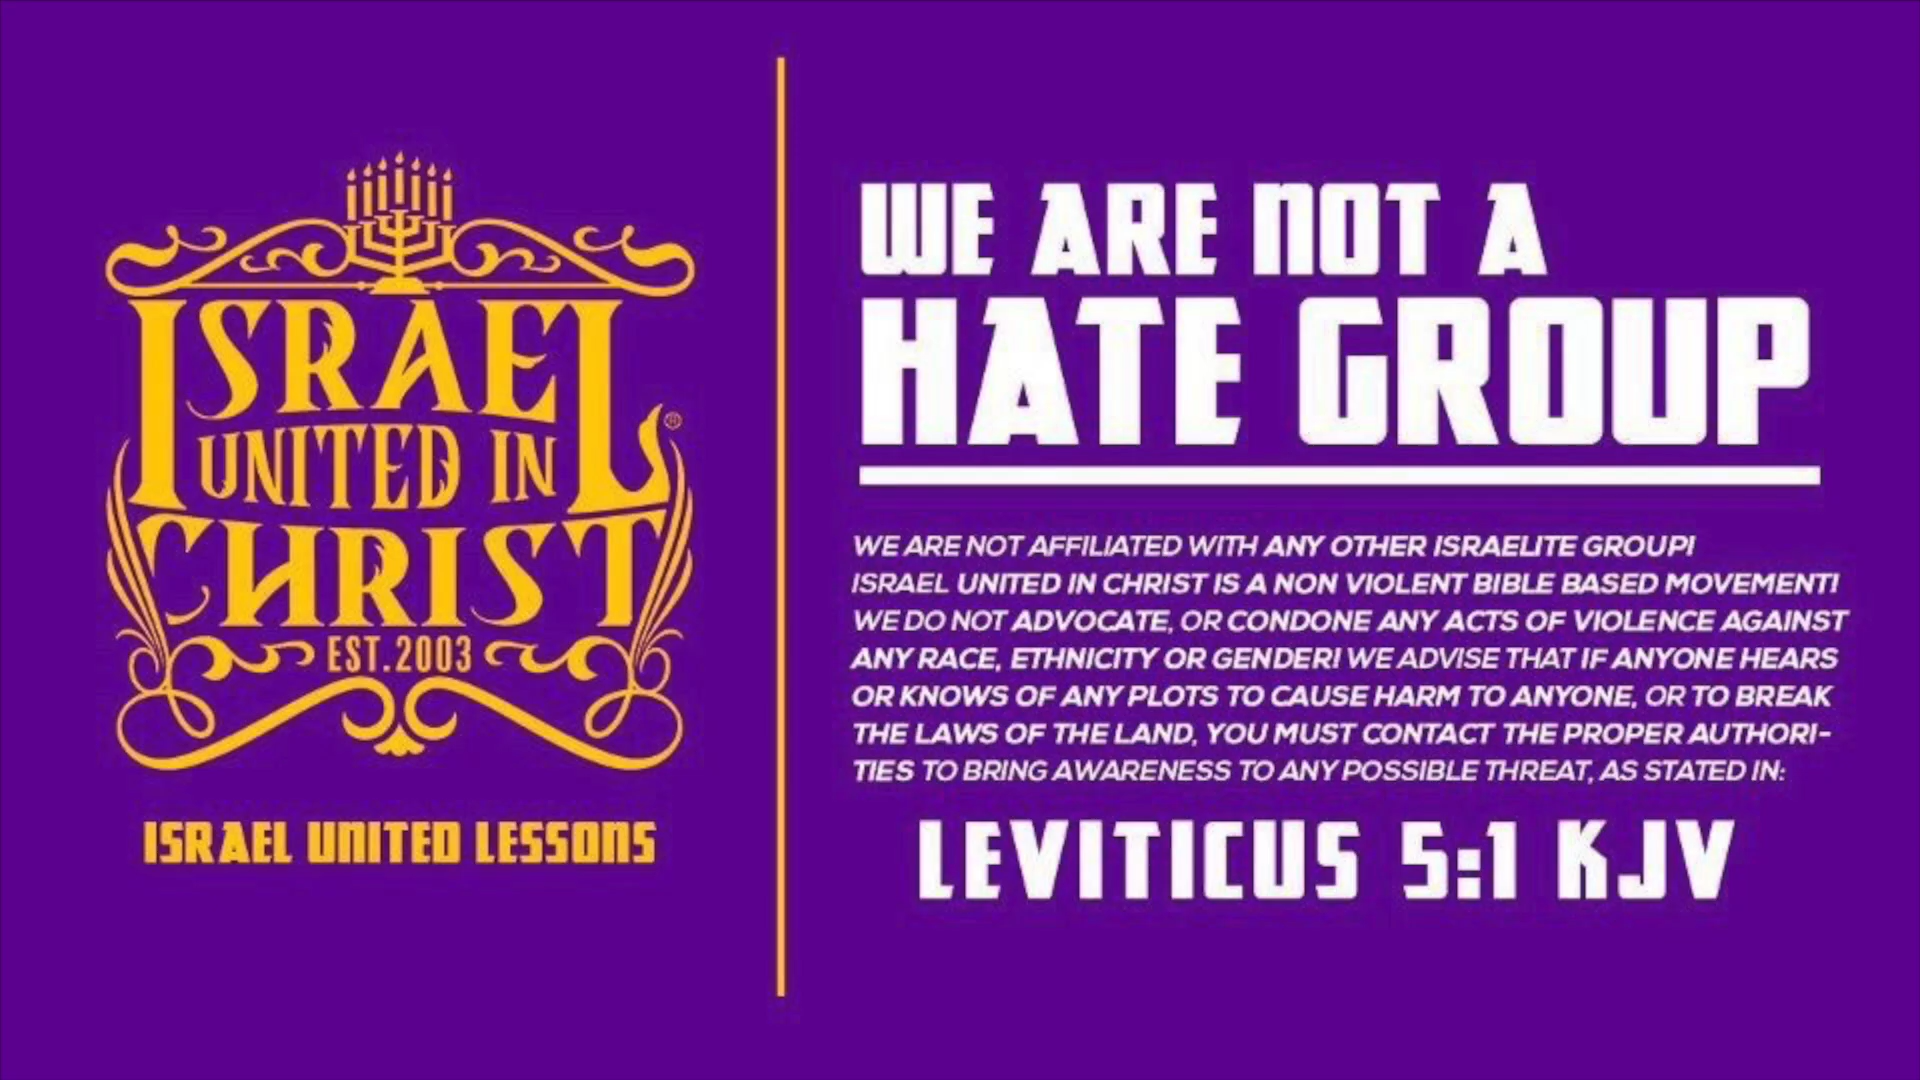 ISRAEL
UNITED IN
CHRIST
®
EST.2003
ISRAEL UNITED LESSONS
WE ARE NOT A
HATE GROUP
WE ARE NOT AFFILIATED WITH ANY OTHER ISRAELITE GROUP!
ISRAEL UNITED IN CHRIST IS A NON VIOLENT BIBLE BASED MOVEMENT!
WE DO NOT ADVOCATE, OR CONDONE ANY ACTS OF VIOLENCE AGAINST
ANY RACE, ETHNICITY OR GENDER! WE ADVISE THAT IF ANYONE HEARS
OR KNOWS OF ANY PLOTS TO CAUSE HARM TO ANYONE, OR TO BREAK
THE LAWS OF THE LAND, YOU MUST CONTACT THE PROPER AUTHORI-
TIES TO BRING AWARENESS TO ANY POSSIBLE THREAT, AS STATED IN:
LEVITICUS 5:1 KJV